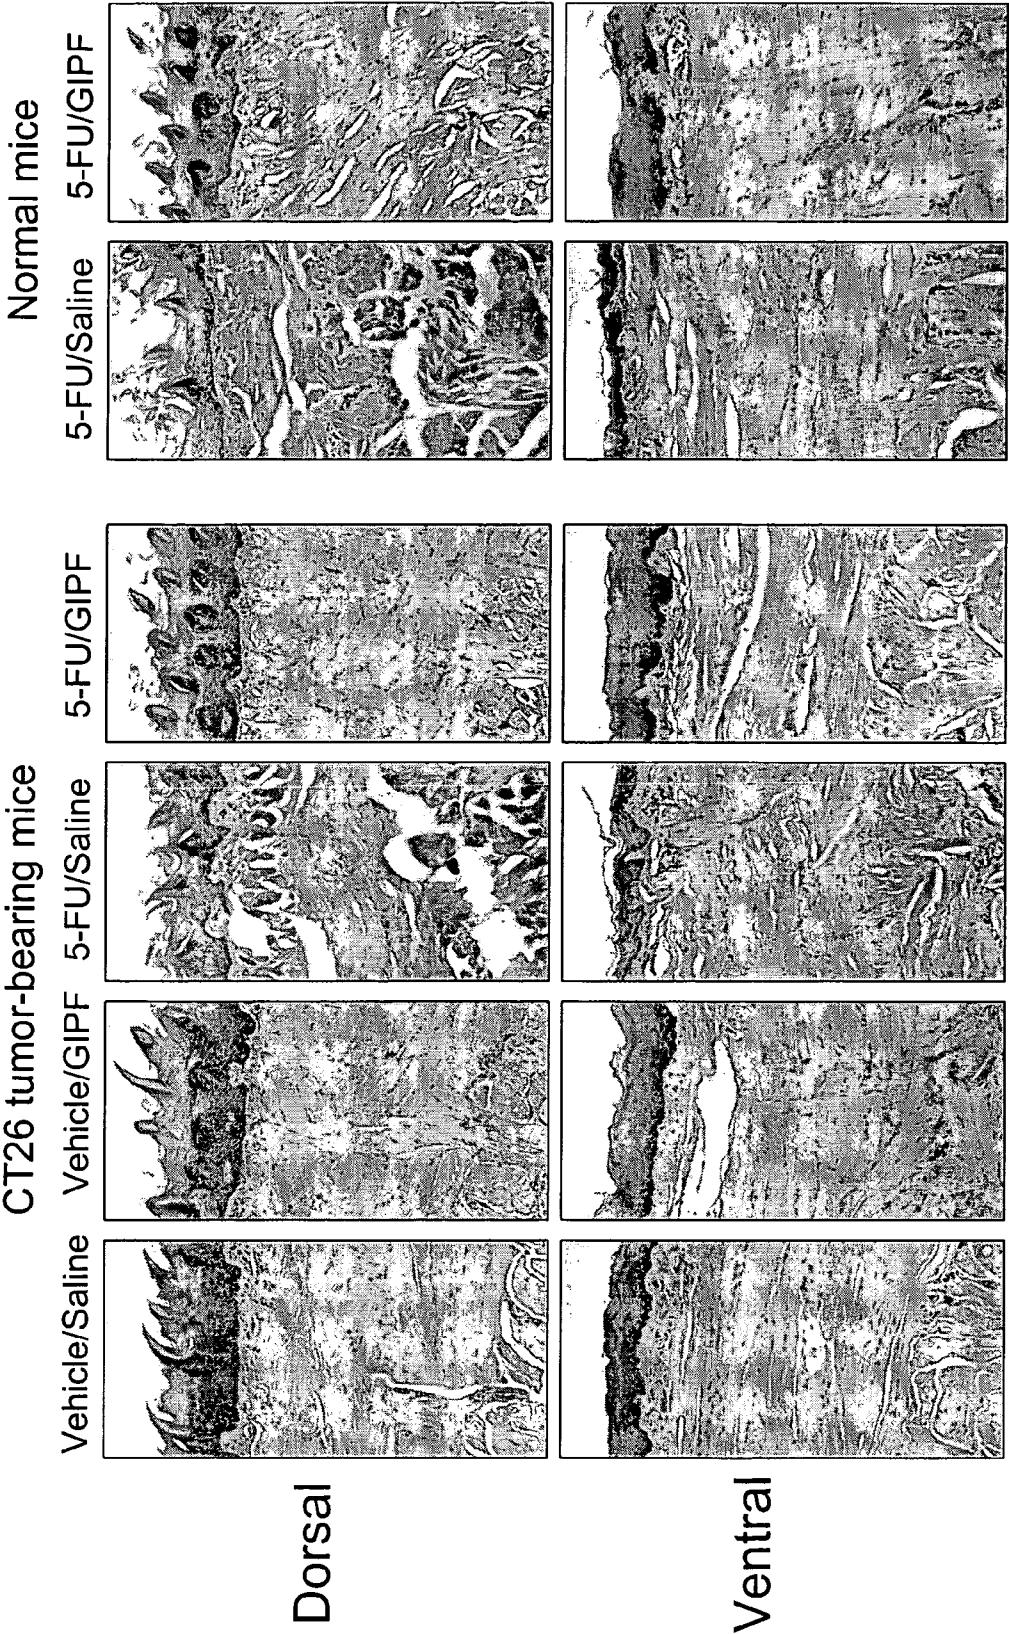 CT26 tumor-bearing mice
Normal mice
Vehicle/Saline
Vehicle/GIPF
5-FU/Saline
5-FU/GIPF
5-FU/Saline
5-FU/GIPF
Dorsal
Ventral